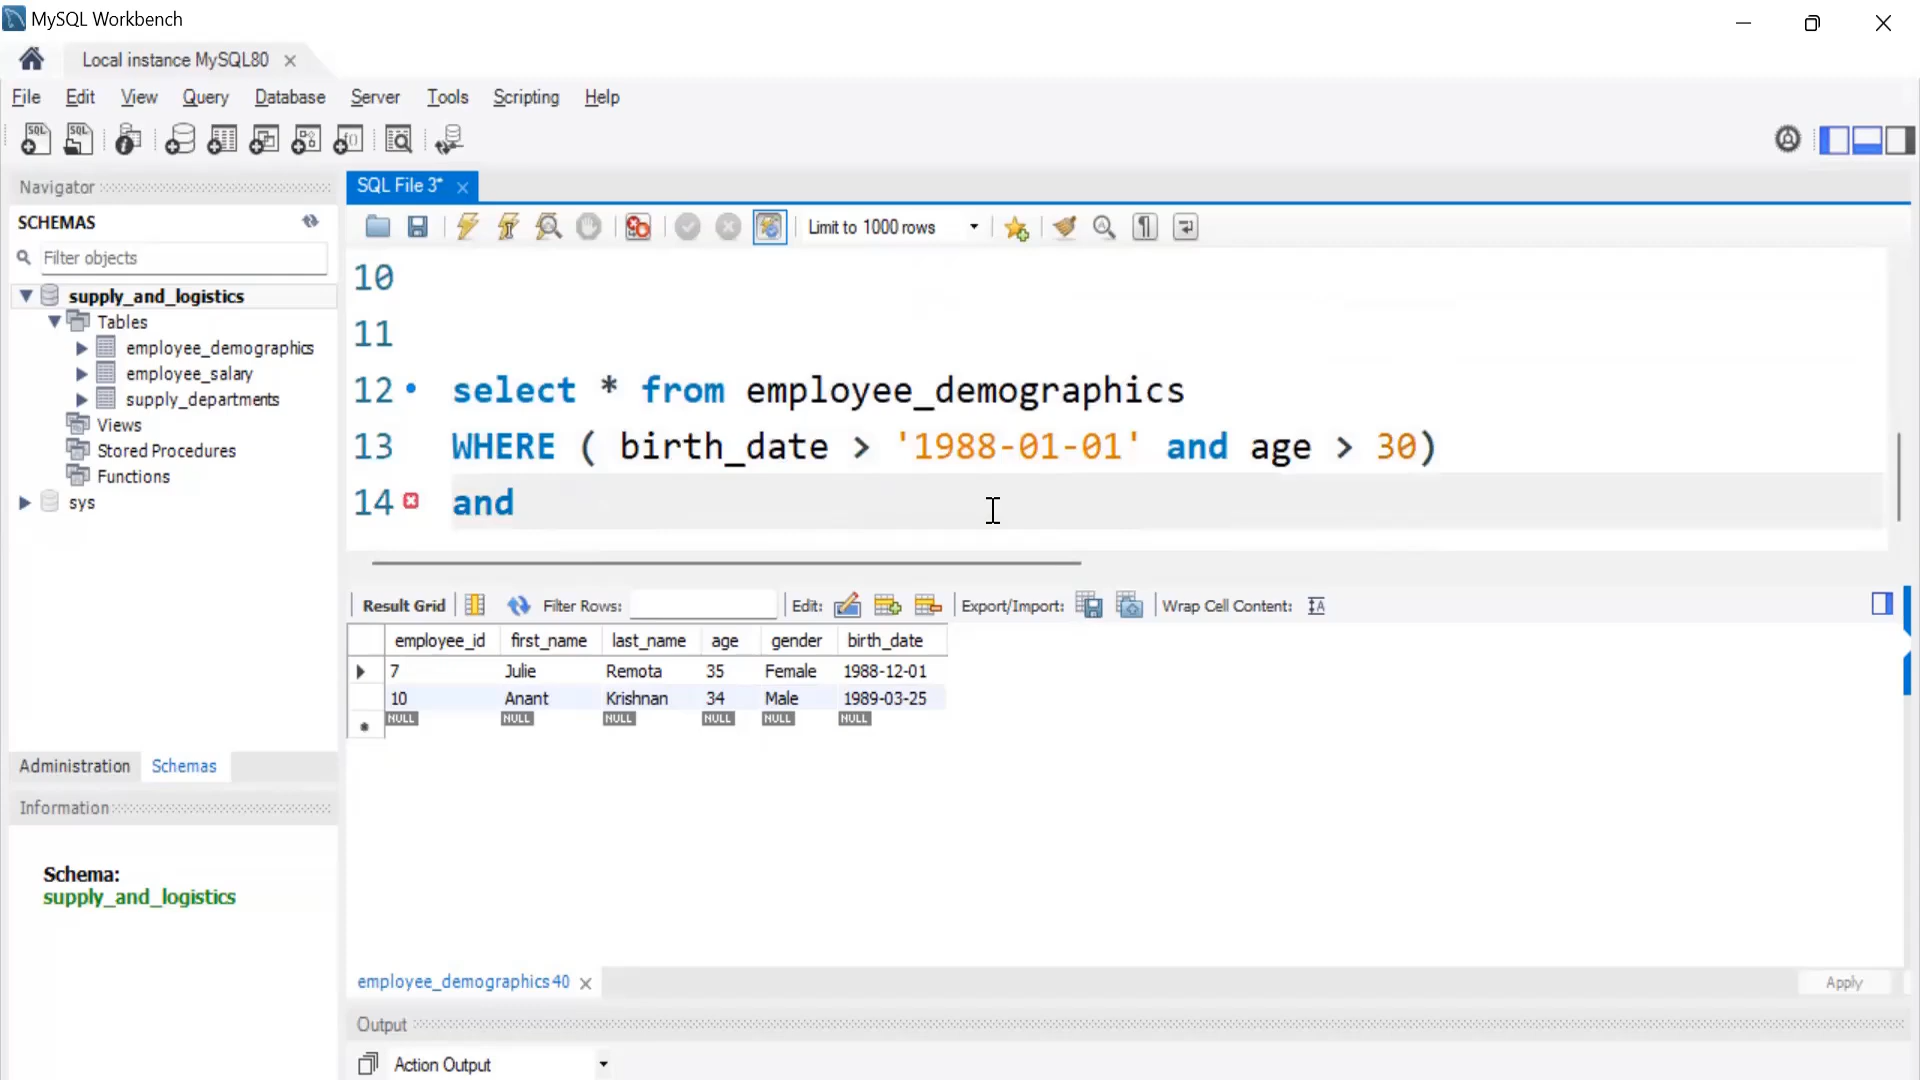 MySQL Workbench
Local instance MySQL80
File Edit View Query Database Server Tools Scripting Help
Navigator
SQL File 3*
SCHEMAS
Limit to 1000 rows
Filter objects
supply_and_logistics
Tables
employee_demographics
employee_salary
supply_departments
Views
Stored Procedures
Functions
sys
10
11
12 select * from employee_demographics
13 WHERE ( birth_date > '1988-01-01' and age > 30)
14 and
Result Grid Filter Rows: Edit: Export/Import: Wrap Cell Content:
employee_id first_name last_name age gender birth_date
7 Julie Remota 35 Female 1988-12-01
10 Anant Krishnan 34 Male 1989-03-25
NULL NULL NULL NULL NULL NULL
Administration Schemas
Information
Schema:
supply_and_logistics
employee_demographics 40
Apply
Output
Action Output